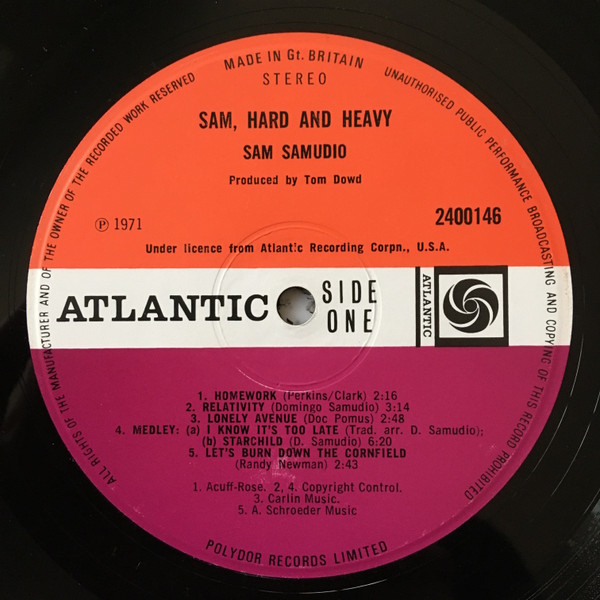 MADE IN Gt. BRITAIN
STEREO
SAM, HARD AND HEAVY
SAM SAMUDIO
Produced by Tom Dowd
℗ 1971
2400146
Under licence from Atlantic Recording Corpn., U.S.A.
ATLANTIC
SIDE
ONE
ATLANTIC
1. HOMEWORK (Perkins/Clark) 2:16
2. RELATIVITY (Domingo Samudio) 3:14
3. LONELY AVENUE (Doc Pomus) 2:48
4. MEDLEY: (a) I KNOW IT'S TOO LATE (Trad. arr. D. Samudio);
(b) STARCHILD (D. Samudio) 6:20
5. LET'S BURN DOWN THE CORNFIELD
(Randy Newman) 2:43
1. Acuff-Rose. 2, 4. Copyright Control.
3. Carlin Music.
5. A. Schroeder Music
POLYDOR RECORDS LIMITED
ALL RIGHTS OF THE MANUFACTURER AND OF THE OWNER OF THE RECORDED WORK RESERVED
UNAUTHORISED PUBLIC PERFORMANCE BROADCASTING AND COPYING OF THIS RECORD PROHIBITED